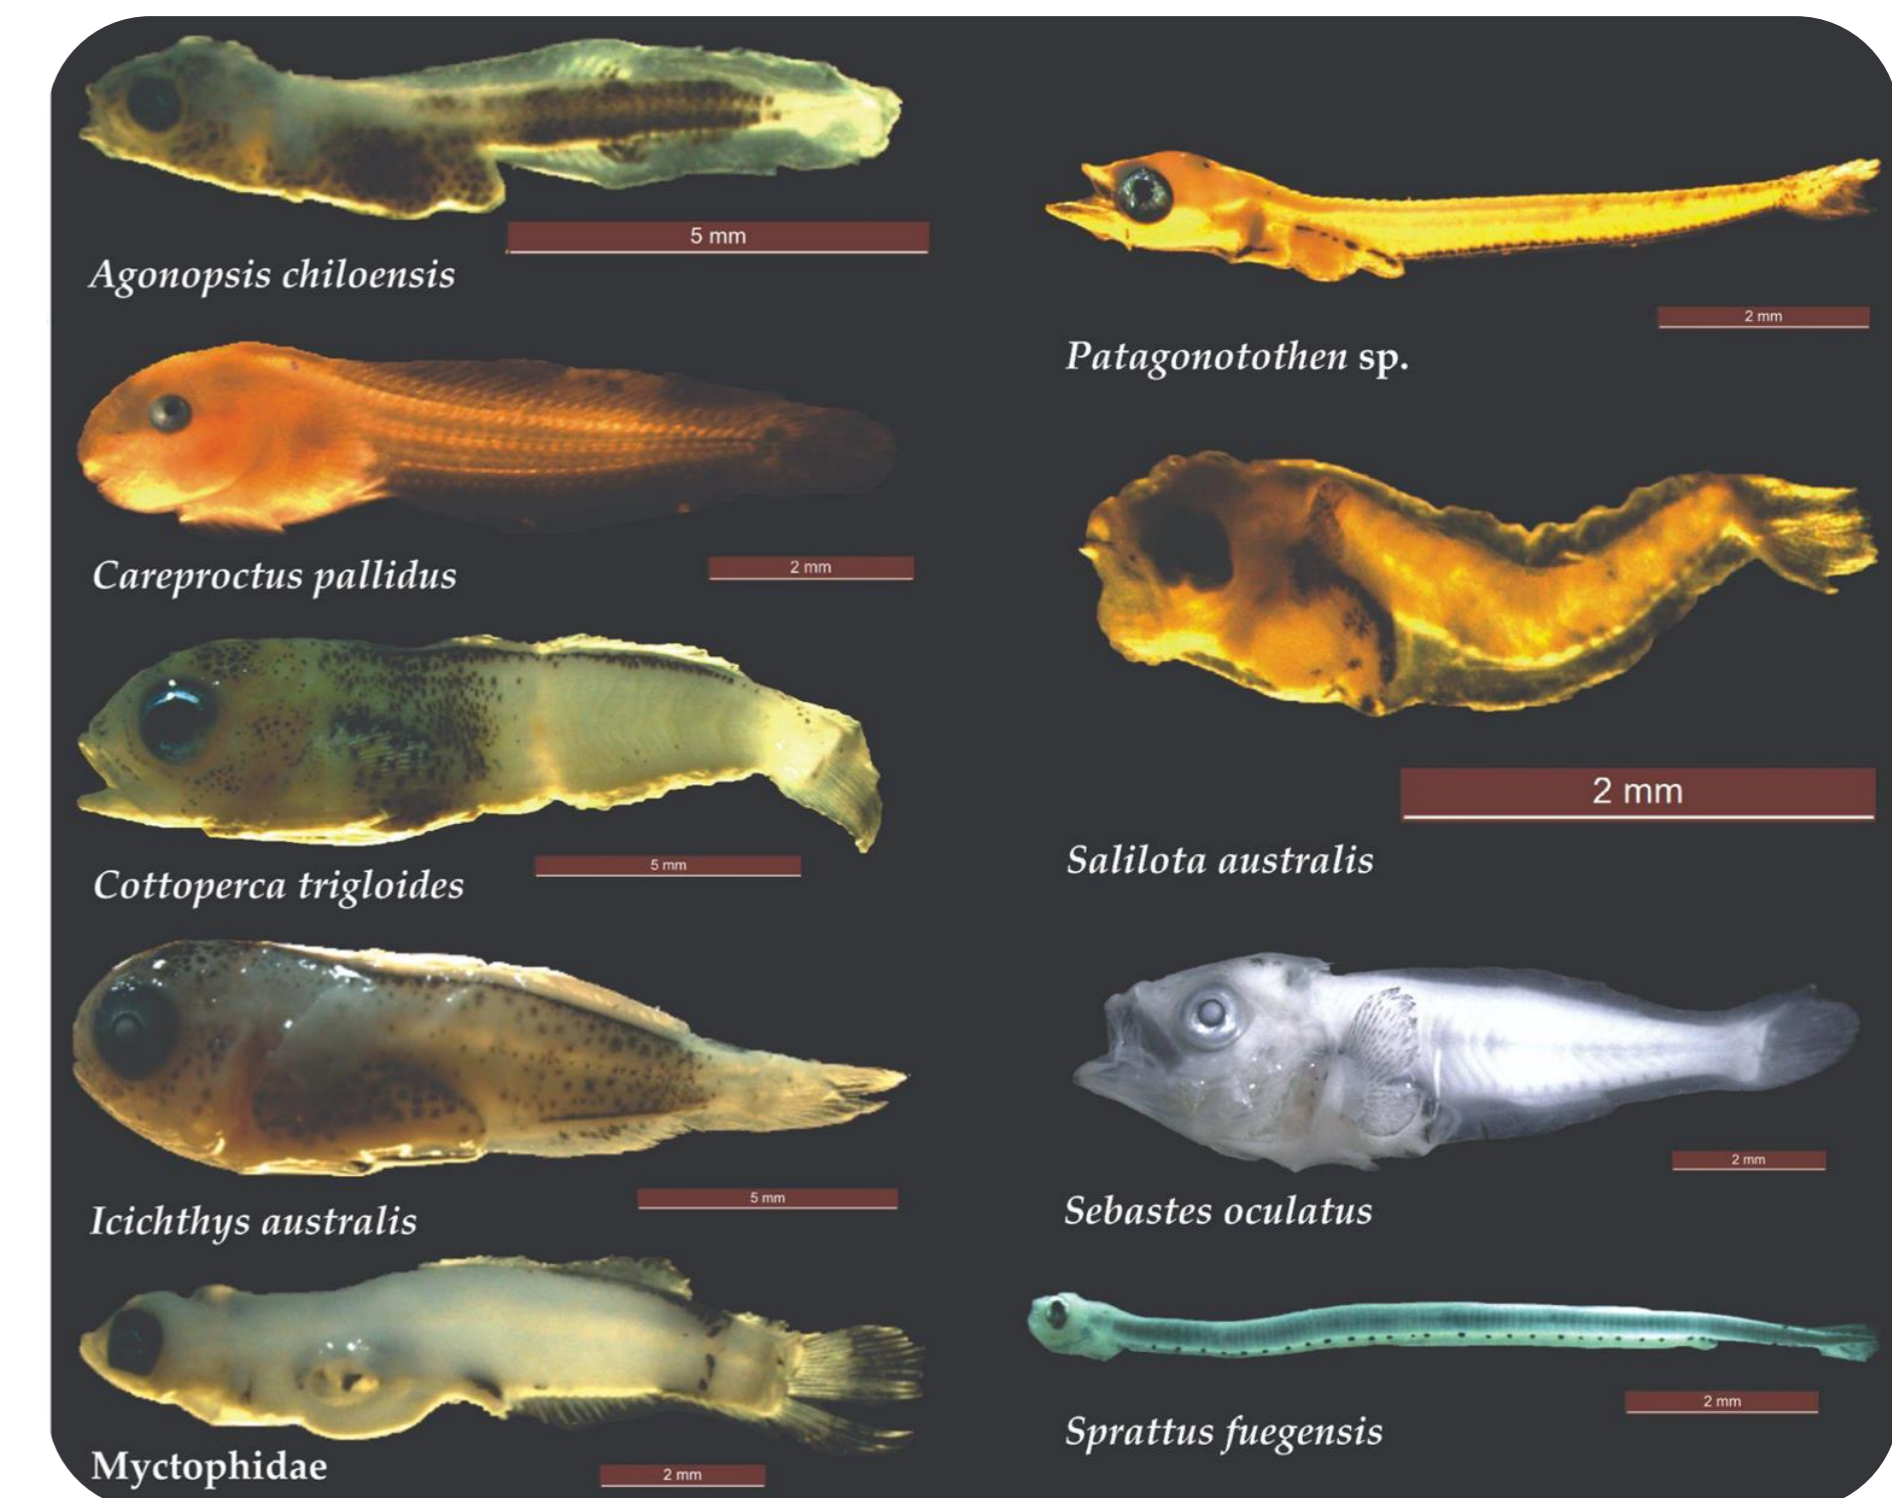 5 mm
Agonopsis chiloensis
2 mm
Careproctus pallidus
5 mm
Cottoperca trigloides
5 mm
Icichthys australis
Myctophidae
2 mm
2 mm
Patagonotothen sp.
2 mm
Salilota australis
2 mm
Sebastes oculatus
2 mm
Sprattus fuegensis